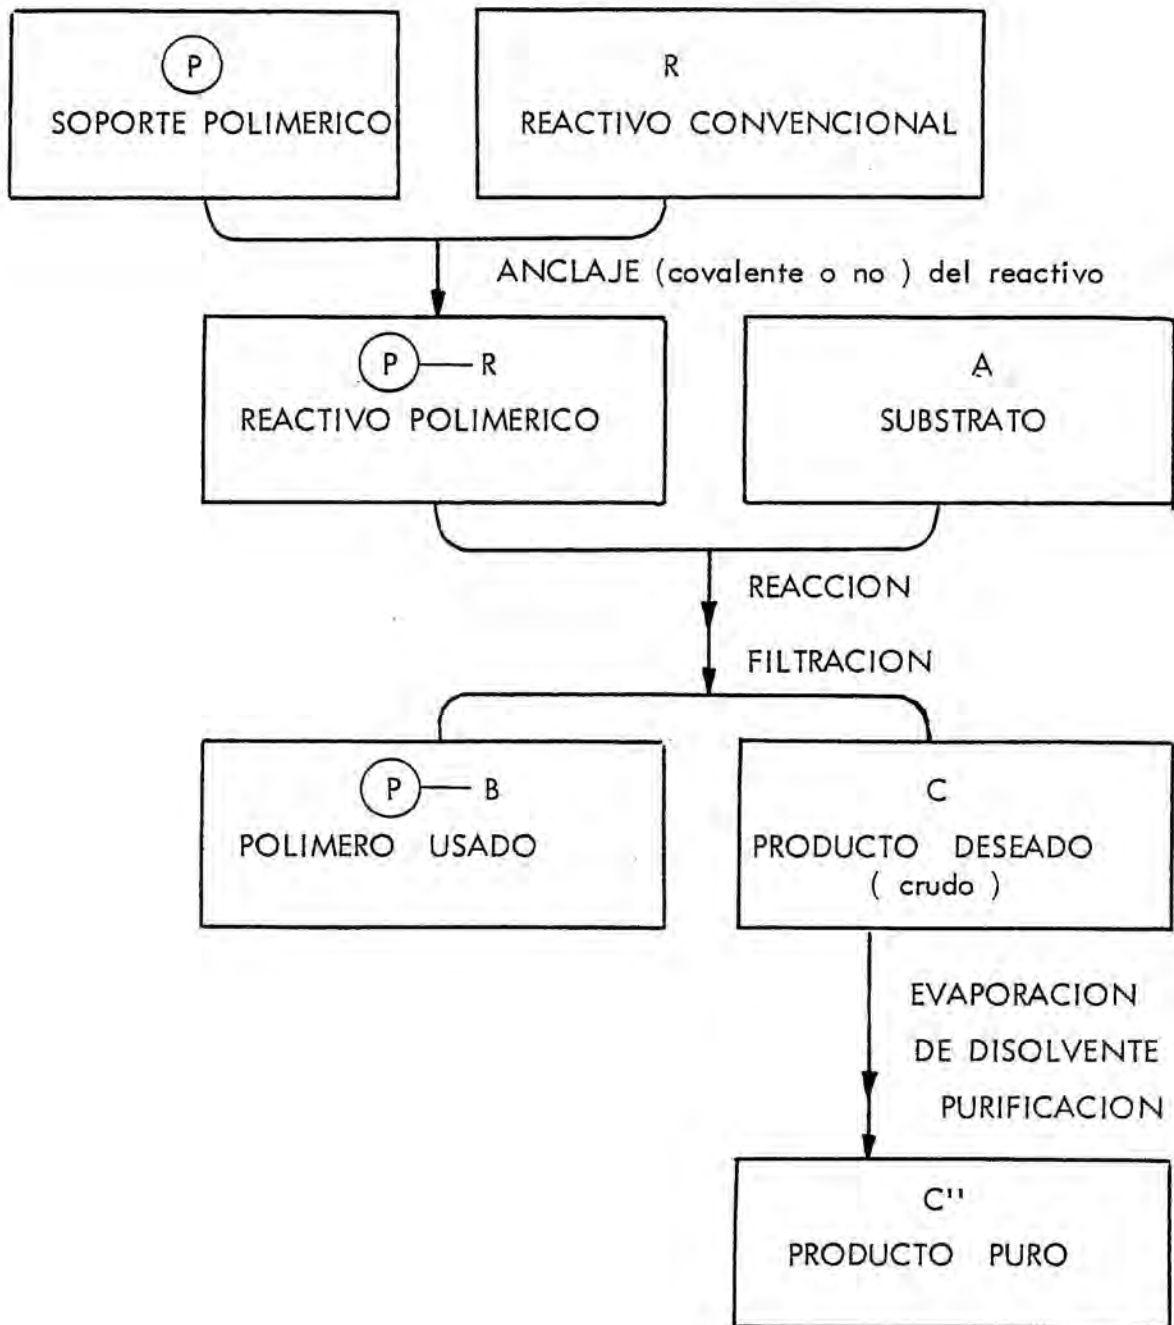 P
SOPORTE POLIMERICO
R
REACTIVO CONVENCIONAL
ANCLAJE (covalente o no ) del reactivo
P — R
REACTIVO POLIMERICO
A
SUBSTRATO
REACCION
FILTRACION
P — B
POLIMERO USADO
C
PRODUCTO DESEADO
( crudo )
EVAPORACION
DE DISOLVENTE
PURIFICACION
C"
PRODUCTO PURO